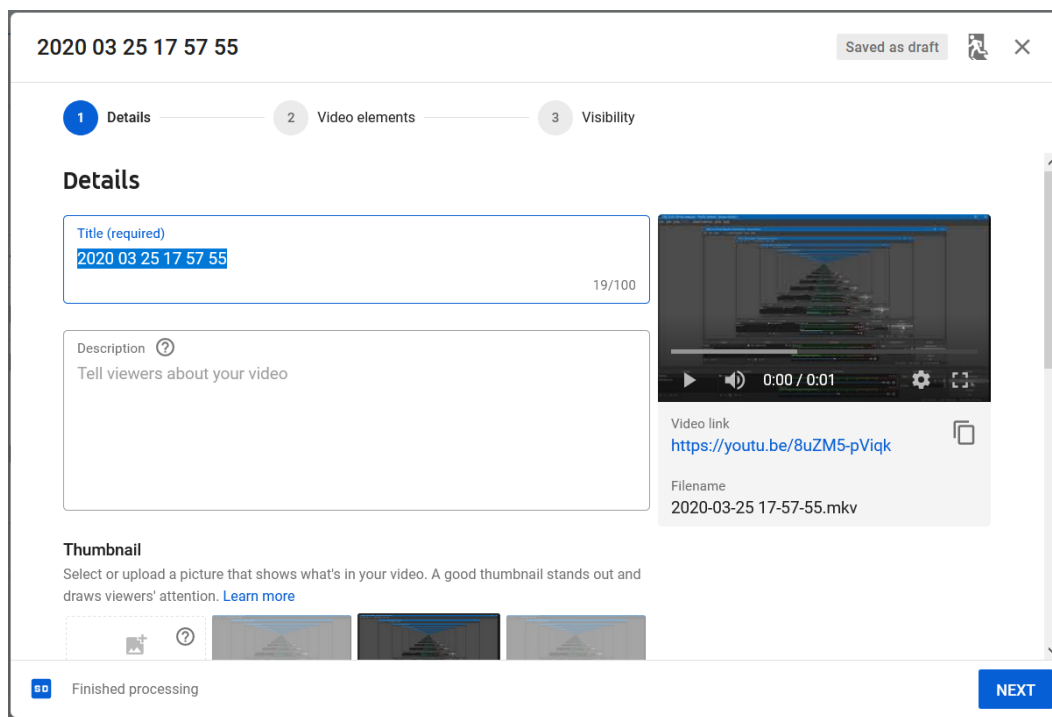 2020 03 25 17 57 55
Saved as draft
1 Details
2 Video elements
3 Visibility
Details
Title (required)
2020 03 25 17 57 55
19/100
Description
Tell viewers about your video
0:00 / 0:01
Video link
https://youtu.be/8uZM5-pViqk
Filename
2020-03-25 17-57-55.mkv
Thumbnail
Select or upload a picture that shows what's in your video. A good thumbnail stands out and
draws viewers' attention. Learn more
SD Finished processing
NEXT